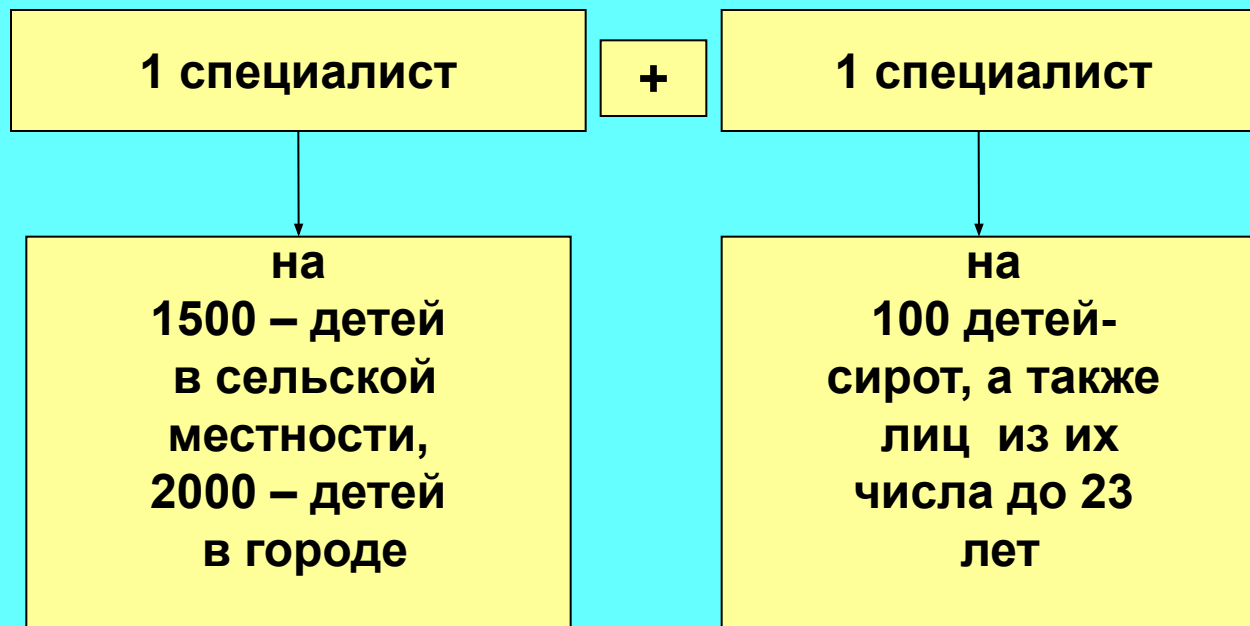 1 специалист
+
1 специалист
на
1500 – детей
в сельской
местности,
2000 – детей
в городе
на
100 детей-
сирот, а также
лиц из их
числа до 23
лет